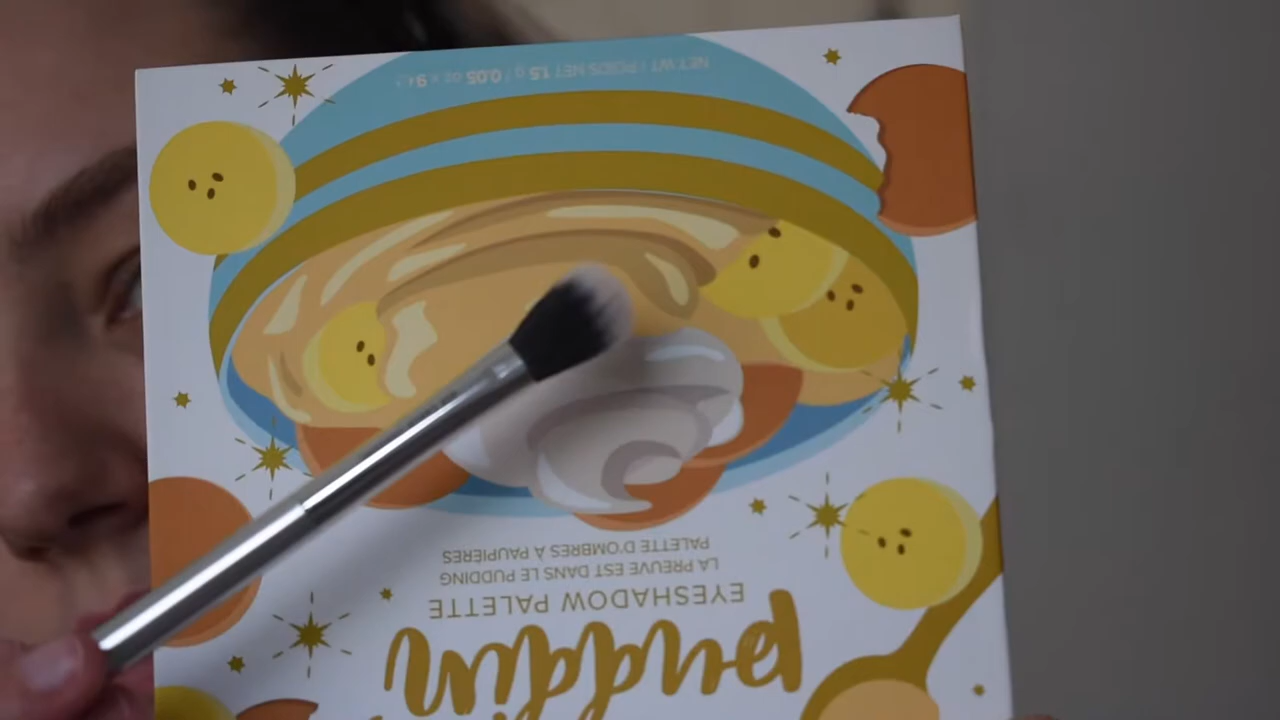 puddin
EYESHADOW PALETTE
LA PREUVE EST DANS LE PUDDING
PALETTE D'OMBRES À PAUPIÈRES
NET WT / POIDS NET 1.5 g / 0.05 oz x 9